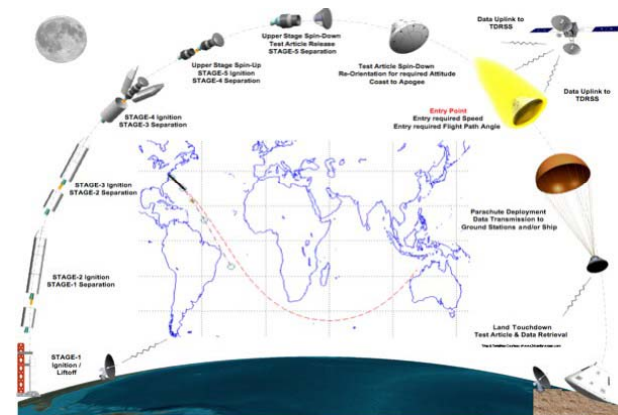 STAGE-1
Ignition /
Liftoff
STAGE-2 Ignition
STAGE-1 Separation
STAGE-3 Ignition
STAGE-2 Separation
STAGE-4 Ignition
STAGE-3 Separation
Upper Stage Spin-Up
STAGE-5 Ignition
STAGE-4 Separation
Upper Stage Spin-Down
Test Article Release
STAGE-5 Separation
Test Article Spin-Down
Re-Orientation for required Attitude
Coast to Apogee
Data Uplink to
TDRSS
Data Uplink to
TDRSS
Entry Point
Entry required Speed
Entry required Flight Path Angle
Parachute Deployment
Data Transmission to
Ground Stations and/or Ship
Land Touchdown
Test Article & Data Retrieval